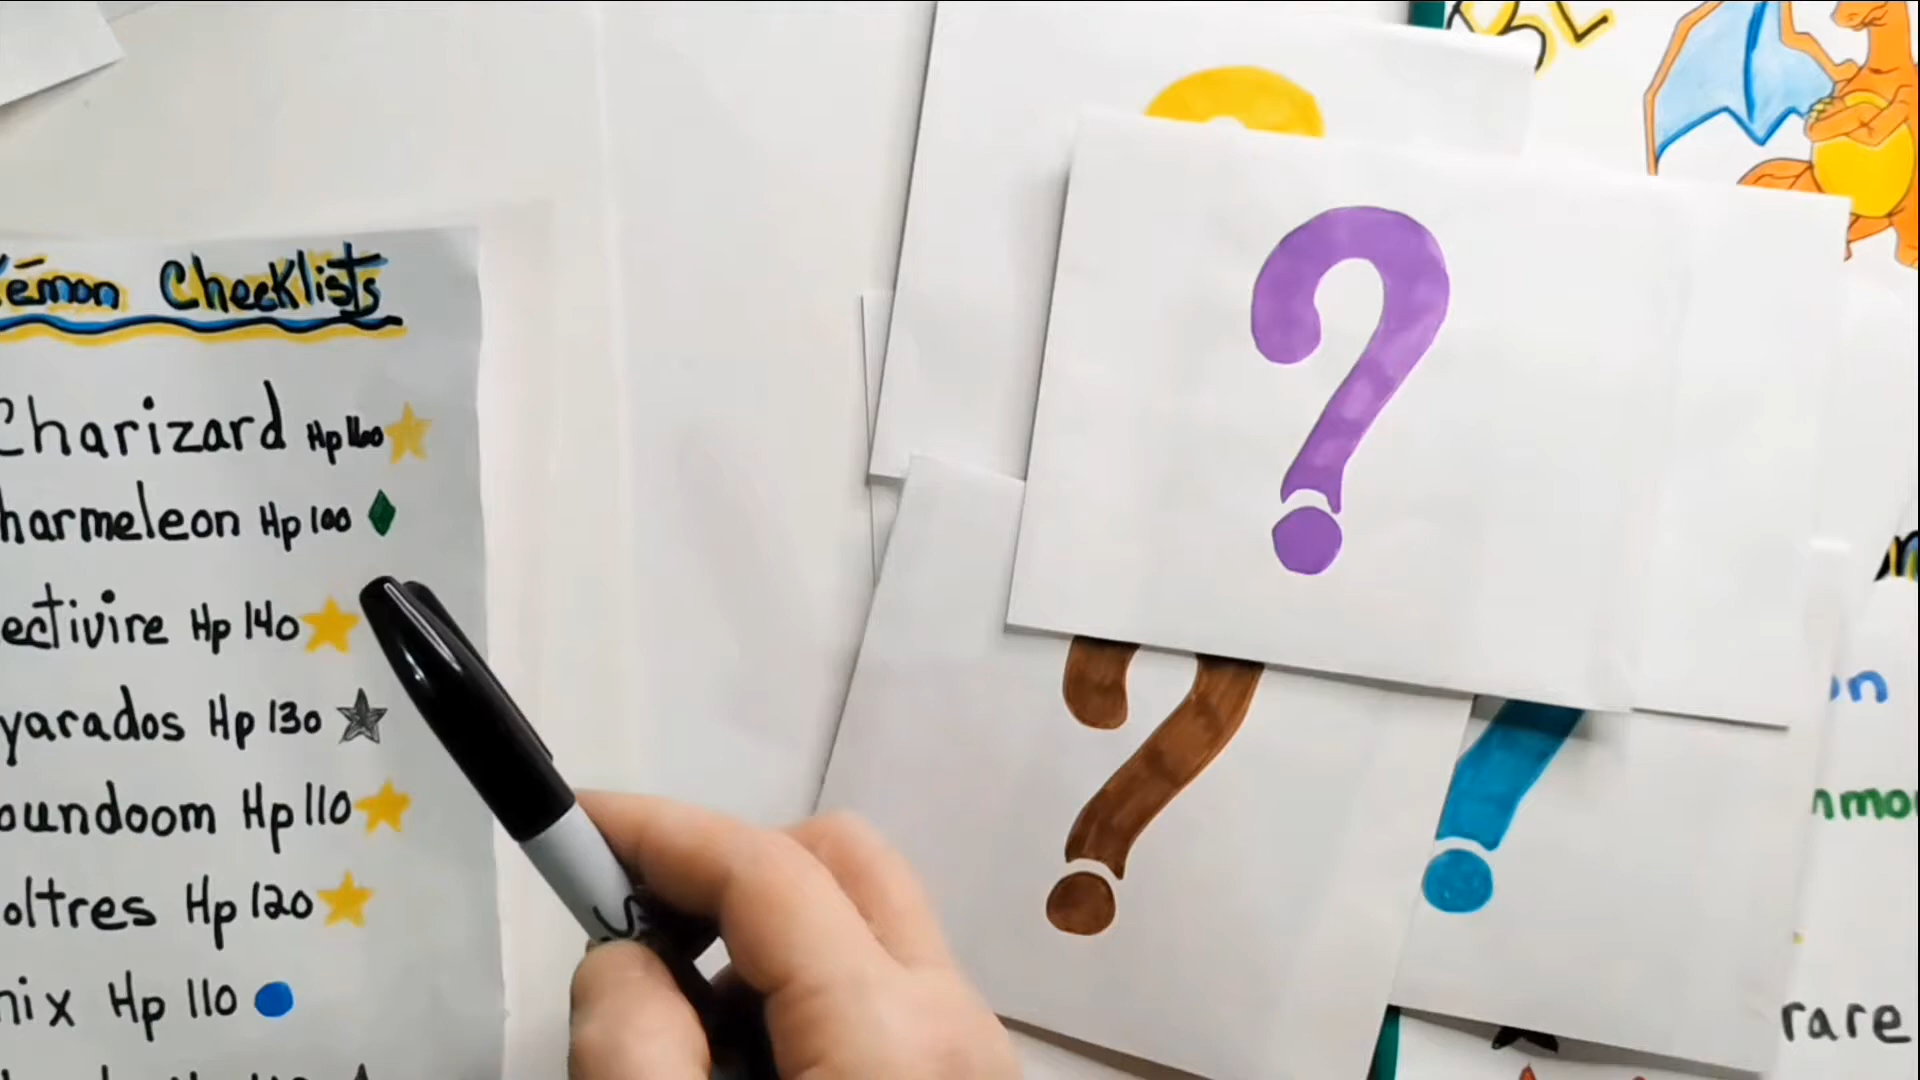 émon Checklists
Charizard Hp 160
harmeleon Hp 100
ectivire Hp 140
yarados Hp 130
oundoom Hp 110
oltres Hp 120
nix Hp 110
on
mmo
rare